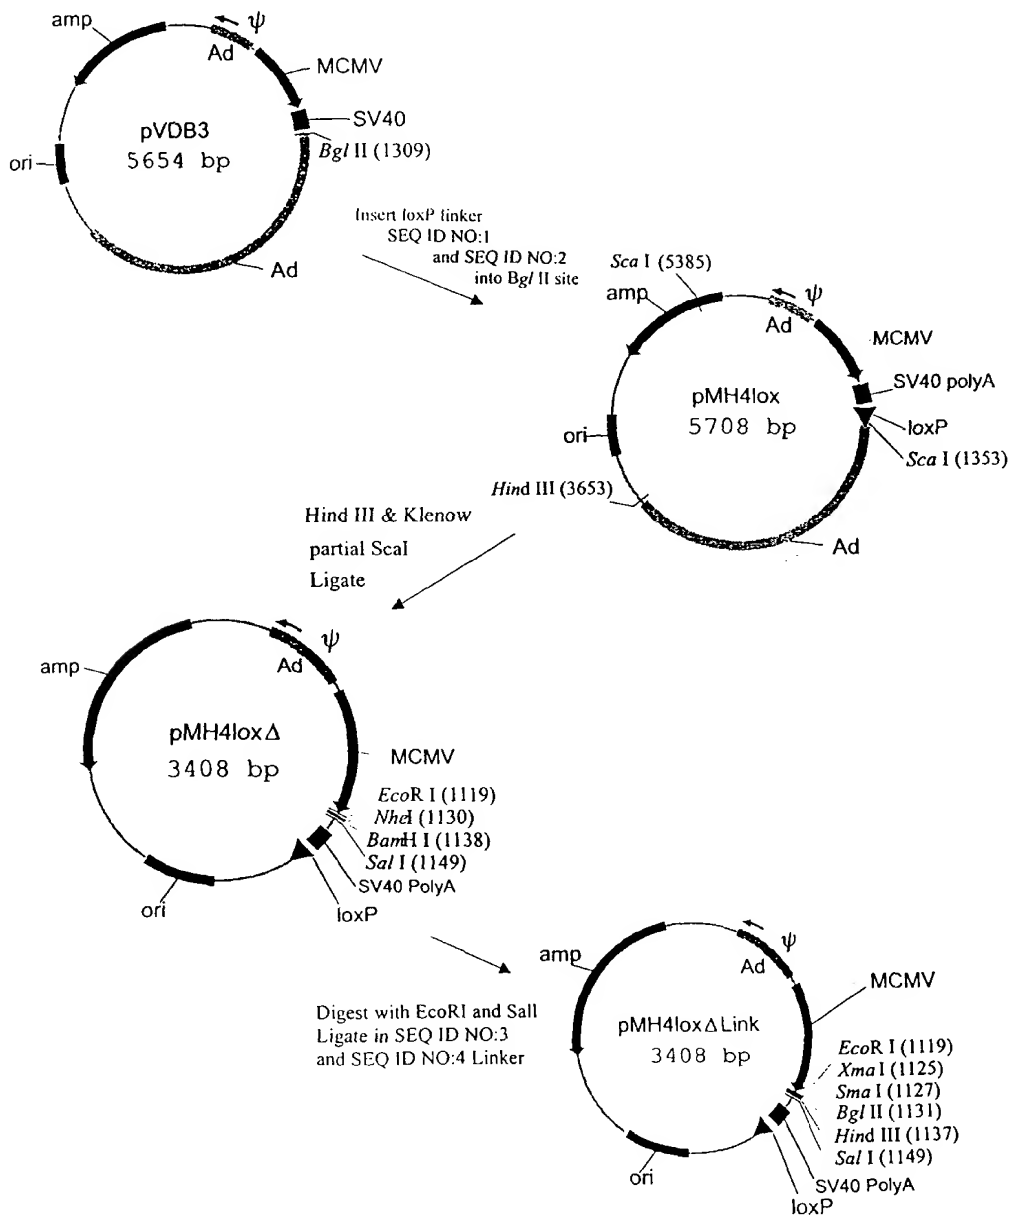 amp
ψ
Ad
MCMV
SV40
pVDB3
5654 bp
Bgl II (1309)
ori
Ad
Insert loxP linker
SEQ ID NO:1
and SEQ ID NO:2
into Bgl II site
Sca I (5385)
amp
ψ
Ad
MCMV
SV40 polyA
pMH4lox
5708 bp
loxP
ori
Sca I (1353)
Hind III (3653)
Ad
Hind III & Klenow
partial ScaI
Ligate
amp
ψ
Ad
pMH4loxΔ
3408 bp
MCMV
EcoR I (1119)
NheI (1130)
BamH I (1138)
Sal I (1149)
SV40 PolyA
ori
loxP
Digest with EcoRI and SalI
Ligate in SEQ ID NO:3
and SEQ ID NO:4 Linker
amp
ψ
Ad
MCMV
pMH4loxΔLink
3408 bp
EcoR I (1119)
Xma I (1125)
Sma I (1127)
Bgl II (1131)
Hind III (1137)
Sal I (1149)
SV40 PolyA
ori
loxP